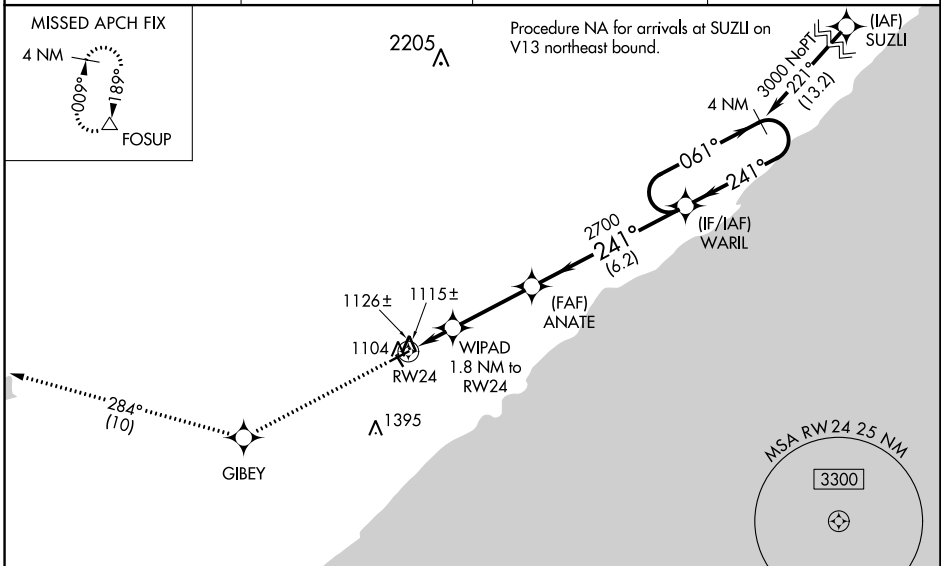 MISSED APCH FIX
4 NM
009°
189°
FOSUP
2205
Procedure NA for arrivals at SUZLI on
V13 northeast bound.
(IAF)
SUZLI
3000 NoPT
221°
(13.2)
4 NM
061°
241°
(IF/IAF)
WARIL
2700
241°
(6.2)
(FAF)
ANATE
1126±
1115±
1104
RW24
WIPAD
1.8 NM to
RW24
284°
(10)
GIBEY
1395
MSA RW24 25 NM
3300